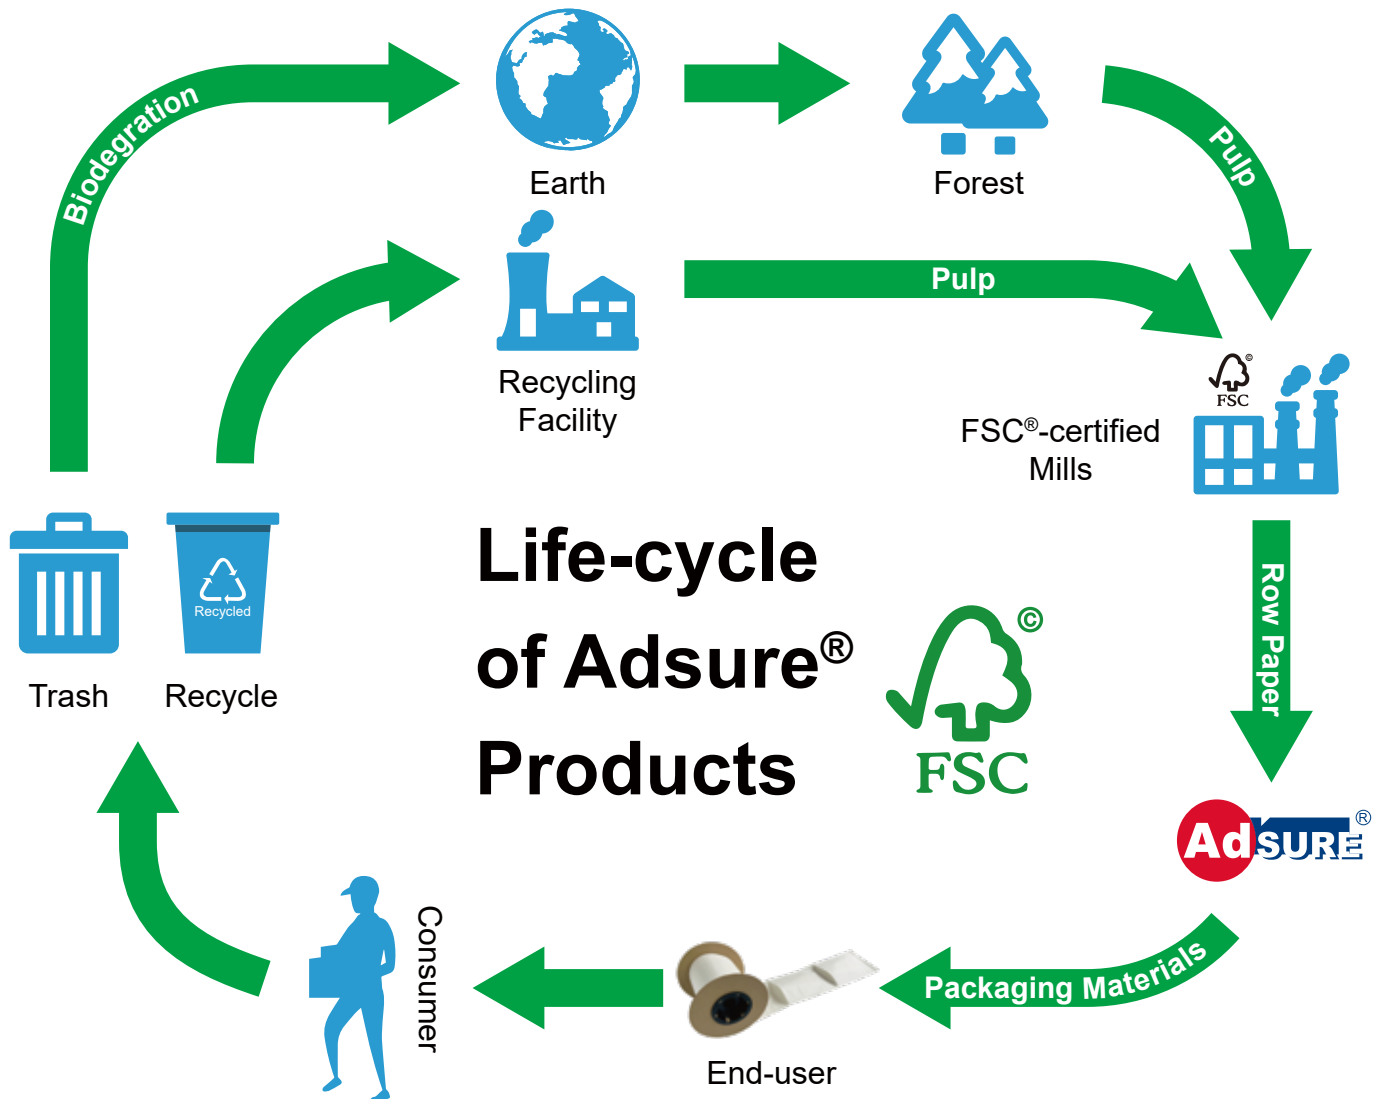 Biodegration
Earth
Forest
Pulp
Recycling
Facility
Pulp
©
FSC
FSC®-certified
Mills
Recycled
Trash
Recycle
Life-cycle
of Adsure®
Products
©
FSC
Row Paper
AdSURE®
Packaging Materials
End-user
Consumer